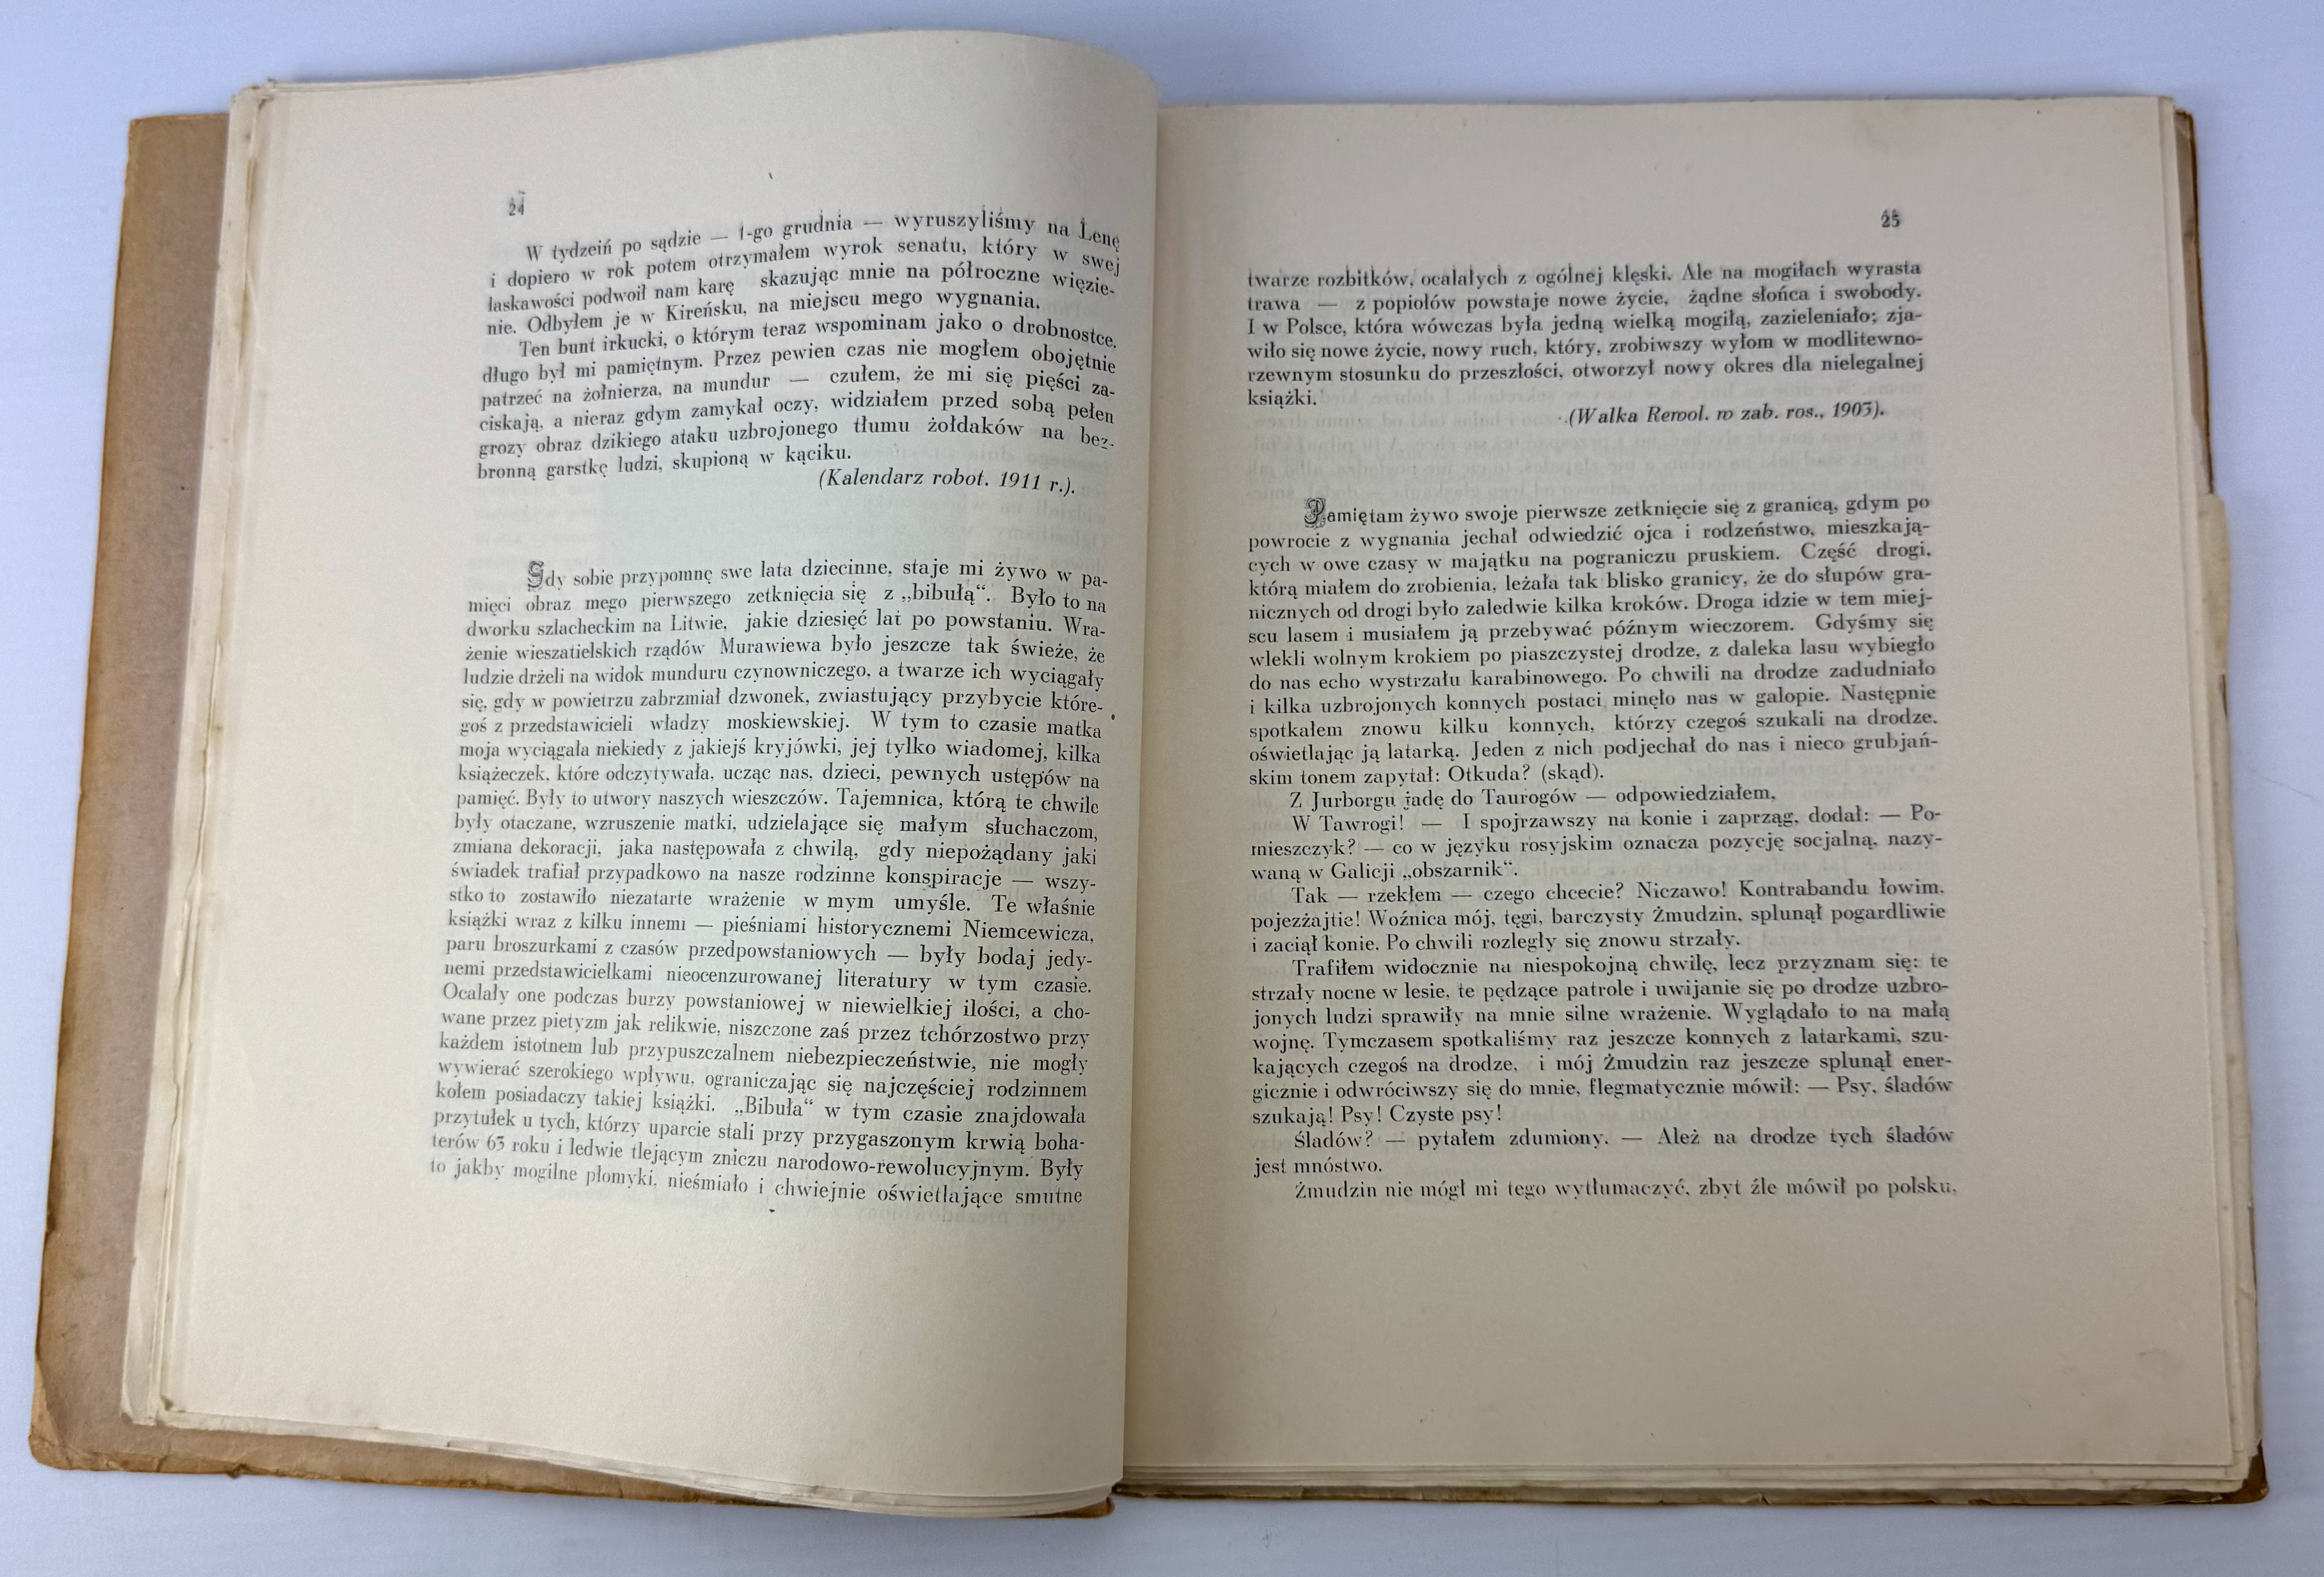 24
W tydzeiń po sądzie — 1-go grudnia — wyruszyliśmy na Lenę
i dopiero w rok potem otrzymałem wyrok senatu, który w swej
łaskawości podwoił nam karę skazując mnie na półroczne więzie-
nie. Odbyłem je w Kireńsku, na miejscu mego wygnania.
Ten bunt irkucki, o którym teraz wspominam jako o drobnostce,
długo był mi pamiętnym. Przez pewien czas nie mogłem obojętnie
patrzeć na żołnierza, na mundur — czułem, że mi się pięści za-
ciskają, a nieraz gdym zamykał oczy, widziałem przed sobą pełen
grozy obraz dzikiego ataku uzbrojonego tłumu żołdaków na bez-
bronną garstkę ludzi, skupioną w kąciku.
(Kalendarz robot. 1911 r.).
Gdy sobie przypomnę swe lata dziecinne, staje mi żywo w pa-
mięci obraz mego pierwszego zetknięcia się z „bibułą“. Było to na
dworku szlacheckim na Litwie, jakie dziesięć lat po powstaniu. Wra-
żenie wieszatielskich rządów Murawiewa było jeszcze tak świeże, że
ludzie drżeli na widok munduru czynowniczego, a twarze ich wyciągały
się, gdy w powietrzu zabrzmiał dzwonek, zwiastujący przybycie które-
goś z przedstawicieli władzy moskiewskiej. W tym to czasie matka
moja wyciągała niekiedy z jakiejś kryjówki, jej tylko wiadomej, kilka
książeczek, które odczytywała, ucząc nas, dzieci, pewnych ustępów na
pamięć. Były to utwory naszych wieszczów. Tajemnica, którą te chwile
były otaczane, wzruszenie matki, udzielające się małym słuchaczom,
zmiana dekoracji, jaka następowała z chwilą, gdy niepożądany jaki
świadek trafiał przypadkowo na nasze rodzinne konspiracje — wszy-
stko to zostawiło niezatarte wrażenie w mym umyśle. Te właśnie
książki wraz z kilku innemi — pieśniami historycznemi Niemcewicza,
paru broszurkami z czasów przedpowstaniowych — były bodaj jedy-
nemi przedstawicielkami nieocenzurowanej literatury w tym czasie.
Ocalały one podczas burzy powstaniowej w niewielkiej ilości, a cho-
wane przez pietyzm jak relikwie, niszczone zaś przez tchórzostwo przy
każdem istotnem lub przypuszczalnem niebezpieczeństwie, nie mogły
wywierać szerokiego wpływu, ograniczając się najczęściej rodzinnem
kołem posiadaczy takiej książki. „Bibuła“ w tym czasie znajdowała
przytułek u tych, którzy uparcie stali przy przygaszonym krwią boha-
terów 63 roku i ledwie tlejącym zniczu narodowo-rewolucyjnym. Były
to jakby mogilne płomyki, nieśmiało i chwiejnie oświetlające smutne
25
twarze rozbitków, ocalałych z ogólnej klęski. Ale na mogiłach wyrasta
trawa — z popiołów powstaje nowe życie, żądne słońca i swobody.
I w Polsce, która wówczas była jedną wielką mogiłą, zazieleniało; zja-
wiło się nowe życie, nowy ruch, który, zrobiwszy wyłom w modlitewno-
rzewnym stosunku do przeszłości, otworzył nowy okres dla nielegalnej
książki.
(Walka Rewol. w zab. ros., 1903).
Pamiętam żywo swoje pierwsze zetknięcie się z granicą, gdym po
powrocie z wygnania jechał odwiedzić ojca i rodzeństwo, mieszkają-
cych w owe czasy w majątku na pograniczu pruskiem. Część drogi,
którą miałem do zrobienia, leżała tak blisko granicy, że do słupów gra-
nicznych od drogi było zaledwie kilka kroków. Droga idzie w tem miej-
scu lasem i musiałem ją przebywać późnym wieczorem. Gdyśmy się
wlekli wolnym krokiem po piaszczystej drodze, z daleka lasu wybiegło
do nas echo wystrzału karabinowego. Po chwili na drodze zadudniało
i kilka uzbrojonych konnych postaci minęło nas w galopie. Następnie
spotkałem znowu kilku konnych, którzy czegoś szukali na drodze,
oświetlając ją latarką. Jeden z nich podjechał do nas i nieco grubjań-
skim tonem zapytał: Otkuda? (skąd).
Z Jurborgu jadę do Taurogów — odpowiedziałem,
W Tawrogi! — I spojrzawszy na konie i zaprząg, dodał: — Po-
mieszczyk? — co w języku rosyjskim oznacza pozycję socjalną, nazy-
waną w Galicji „obszarnik“.
Tak — rzekłem — czego chcecie? Niczawo! Kontrabandu łowim,
pojezżajtie! Woźnica mój, tęgi, barczysty Żmudzin, splunął pogardliwie
i zaciął konie. Po chwili rozległy się znowu strzały.
Trafiłem widocznie na niespokojną chwilę, lecz przyznam się: te
strzały nocne w lesie, te pędzące patrole i uwijanie się po drodze uzbro-
jonych ludzi sprawiły na mnie silne wrażenie. Wyglądało to na małą
wojnę. Tymczasem spotkaliśmy raz jeszcze konnych z latarkami, szu-
kających czegoś na drodze, i mój Żmudzin raz jeszcze splunął ener-
gicznie i odwróciwszy się do mnie, flegmatycznie mówił: — Psy, śladów
szukają! Psy! Czyste psy!
Śladów? — pytałem zdumiony. — Ależ na drodze tych śladów
jest mnóstwo.
Żmudzin nie mógł mi tego wytłumaczyć, zbyt źle mówił po polsku,